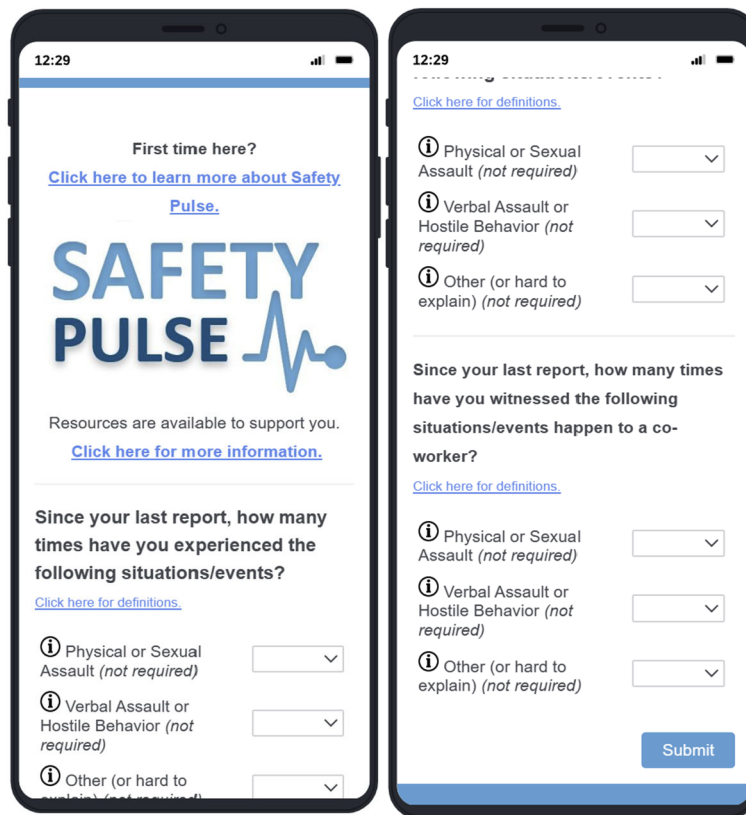 12:29
First time here?
Click here to learn more about Safety
Pulse.
SAFETY
PULSE
Resources are available to support you.
Click here for more information.
Since your last report, how many
times have you experienced the
following situations/events?
Click here for definitions.
Physical or Sexual
Assault (not required)
Verbal Assault or
Hostile Behavior (not
required)
Other (or hard to
explain) (not required)
12:29
following situations/events?
Click here for definitions.
Physical or Sexual
Assault (not required)
Verbal Assault or
Hostile Behavior (not
required)
Other (or hard to
explain) (not required)
Since your last report, how many times
have you witnessed the following
situations/events happen to a co-
worker?
Click here for definitions.
Physical or Sexual
Assault (not required)
Verbal Assault or
Hostile Behavior (not
required)
Other (or hard to
explain) (not required)
Submit